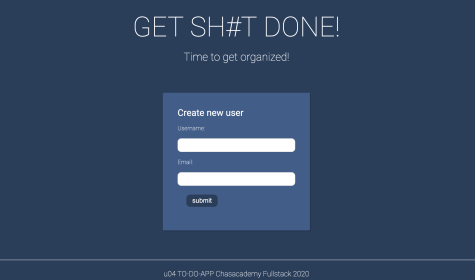 GET SH#T DONE!
Time to get organized!
Create new user
Username:
Email:
submit
u04 TO-DO-APP Chasacademy Fullstack 2020